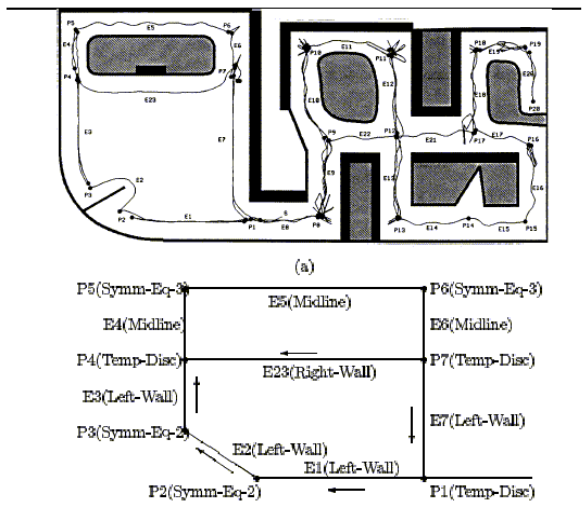 P5 E5 P6
E4 E6
P4 P7
E23
E3 E7
P3 E2
P2 E1 P1 S E8 P8
P10 E11 P11
E10 E12
P9 E22 P12 E21 P17 E17 P16
E9 E13
P18 E19 P19
E18 E20
P20
E16
P13 E14 P14 E15 P15
(a)
P5(Symm-Eq-3) P6(Symm-Eq-3)
E5(Midline)
E4(Midline) E6(Midline)
P4(Temp-Disc) P7(Temp-Disc)
E23(Right-Wall)
E3(Left-Wall)
E7(Left-Wall)
P3(Symm-Eq-2)
E2(Left-Wall)
E1(Left-Wall)
P2(Symm-Eq-2) P1(Temp-Disc)